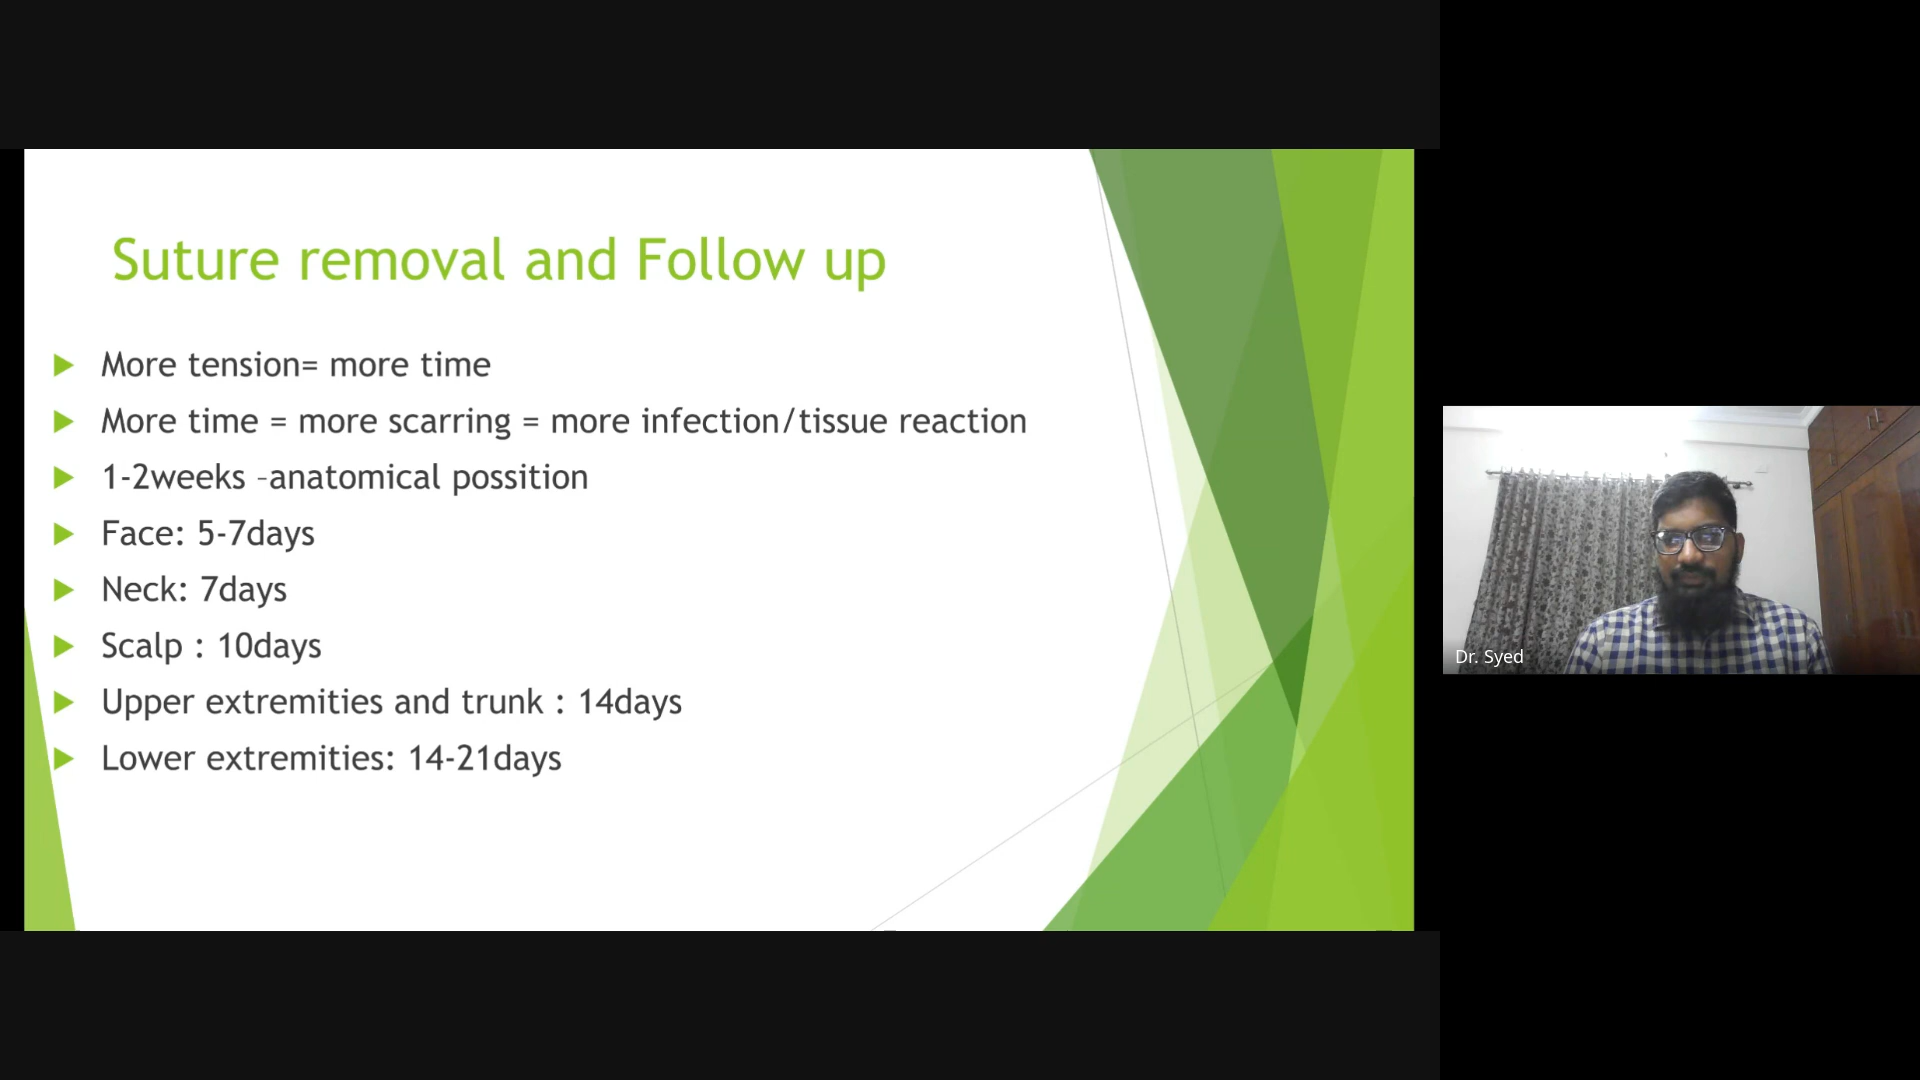 Suture removal and Follow up
More tension= more time
More time = more scarring = more infection/tissue reaction
1-2weeks –anatomical possition
Face: 5-7days
Neck: 7days
Scalp : 10days
Upper extremities and trunk : 14days
Lower extremities: 14-21days
Dr. Syed